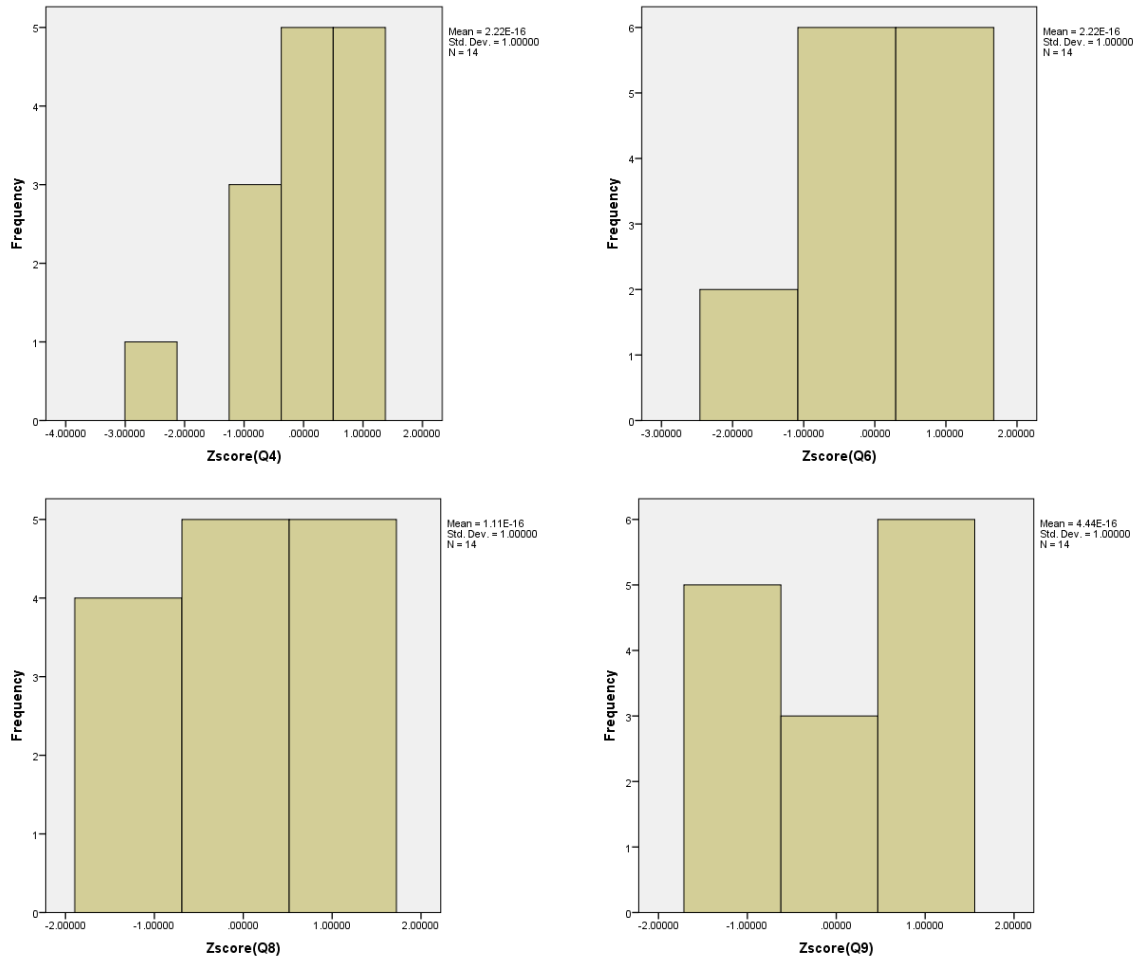 Mean = 2.22E-16
Std. Dev. = 1.00000
N = 14
5
4
3
2
1
0
Frequency
-4.00000 -3.00000 -2.00000 -1.00000 .00000 1.00000 2.00000
Zscore(Q4)
Mean = 2.22E-16
Std. Dev. = 1.00000
N = 14
6
5
4
3
2
1
0
Frequency
-3.00000 -2.00000 -1.00000 .00000 1.00000 2.00000
Zscore(Q6)
Mean = 1.11E-16
Std. Dev. = 1.00000
N = 14
5
4
3
2
1
0
Frequency
-2.00000 -1.00000 .00000 1.00000 2.00000
Zscore(Q8)
Mean = 4.44E-16
Std. Dev. = 1.00000
N = 14
6
5
4
3
2
1
0
Frequency
-2.00000 -1.00000 .00000 1.00000 2.00000
Zscore(Q9)